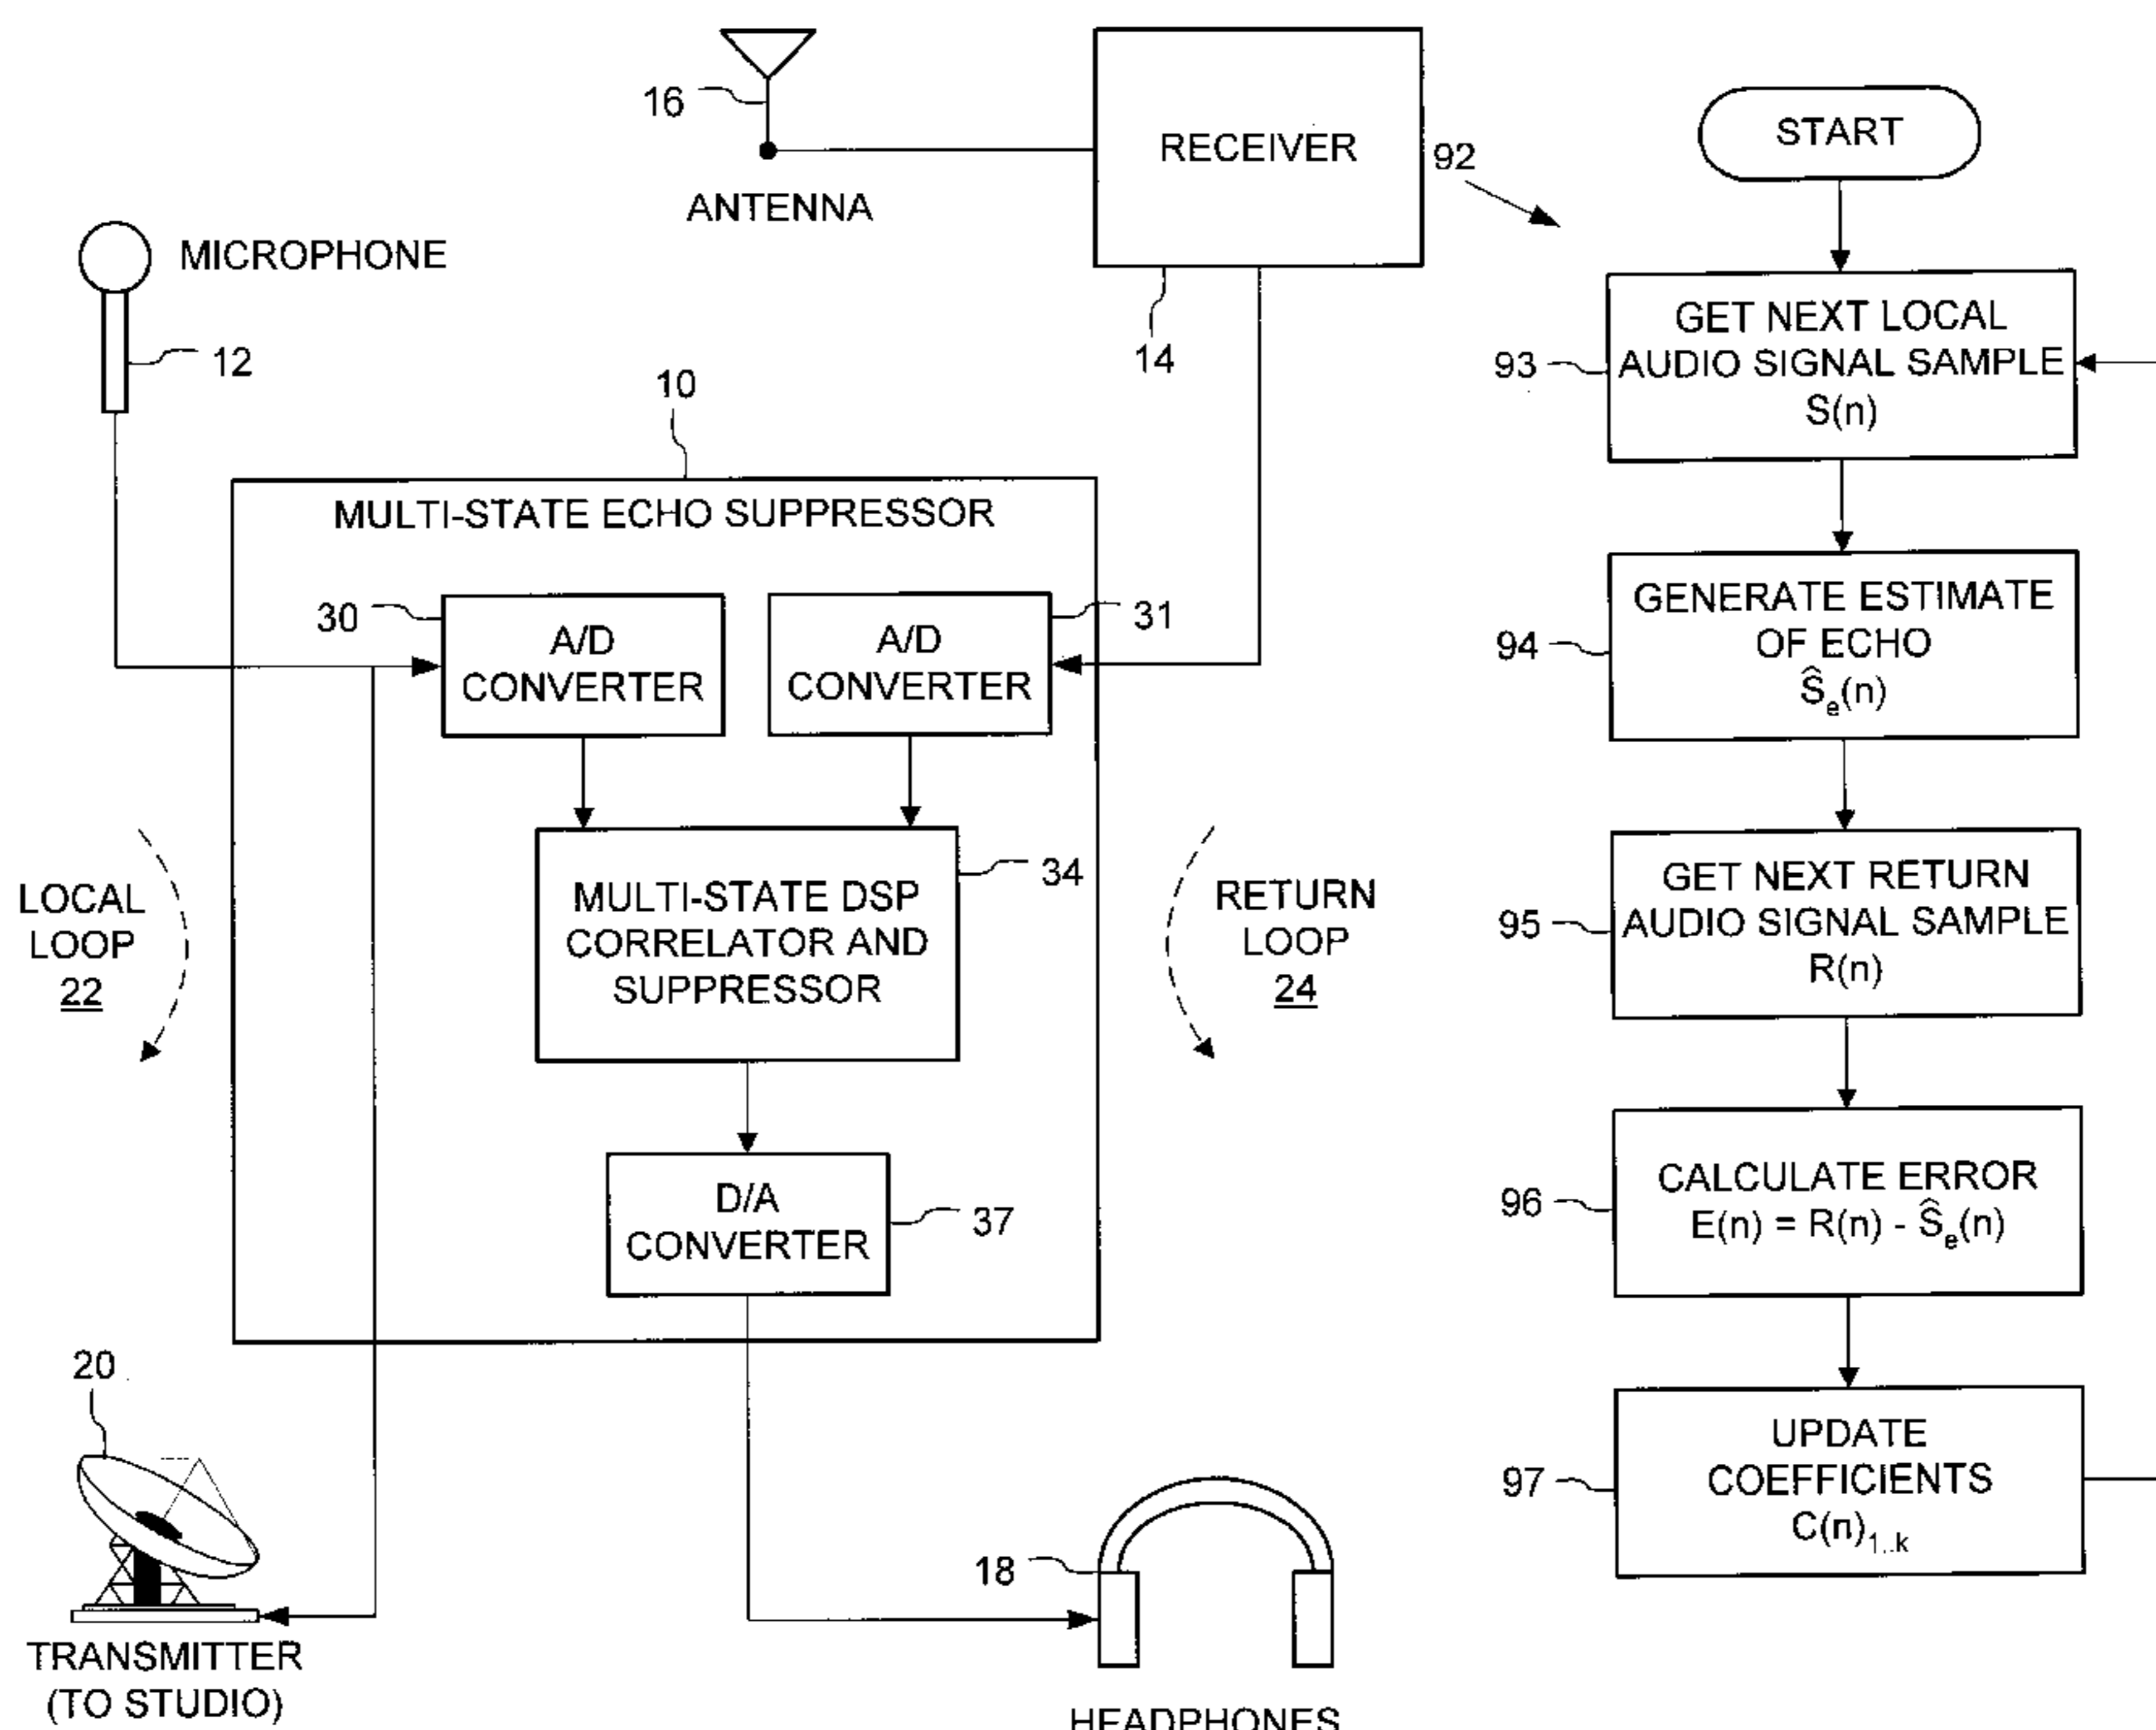 16
ANTENNA
RECEIVER
14
MICROPHONE
12
10
MULTI-STATE ECHO SUPPRESSOR
30
A/D
CONVERTER
A/D
CONVERTER
31
LOCAL
LOOP
22
MULTI-STATE DSP
CORRELATOR AND
SUPPRESSOR
34
RETURN
LOOP
24
D/A
CONVERTER
37
20
TRANSMITTER
(TO STUDIO)
18
HEADPHONES
92
START
93
GET NEXT LOCAL
AUDIO SIGNAL SAMPLE
S(n)
94
GENERATE ESTIMATE
OF ECHO
Ŝₑ(n)
95
GET NEXT RETURN
AUDIO SIGNAL SAMPLE
R(n)
96
CALCULATE ERROR
E(n) = R(n) - Ŝₑ(n)
97
UPDATE
COEFFICIENTS
C(n)₁..ₖ